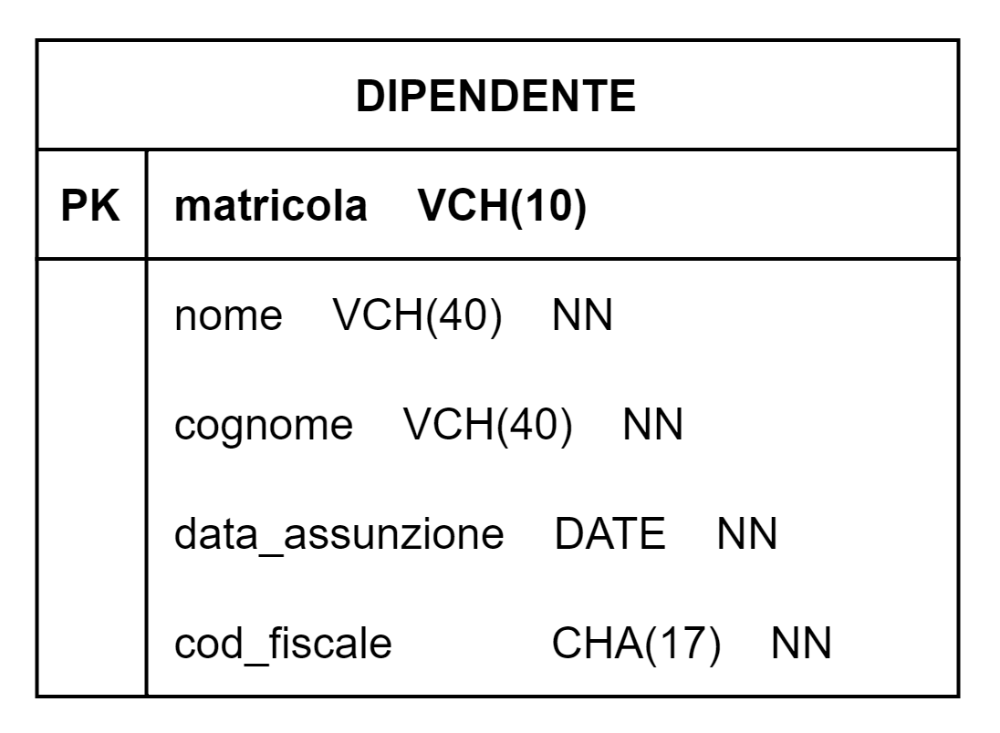 DIPENDENTE
PK matricola VCH(10)
nome VCH(40) NN
cognome VCH(40) NN
data_assunzione DATE NN
cod_fiscale CHA(17) NN